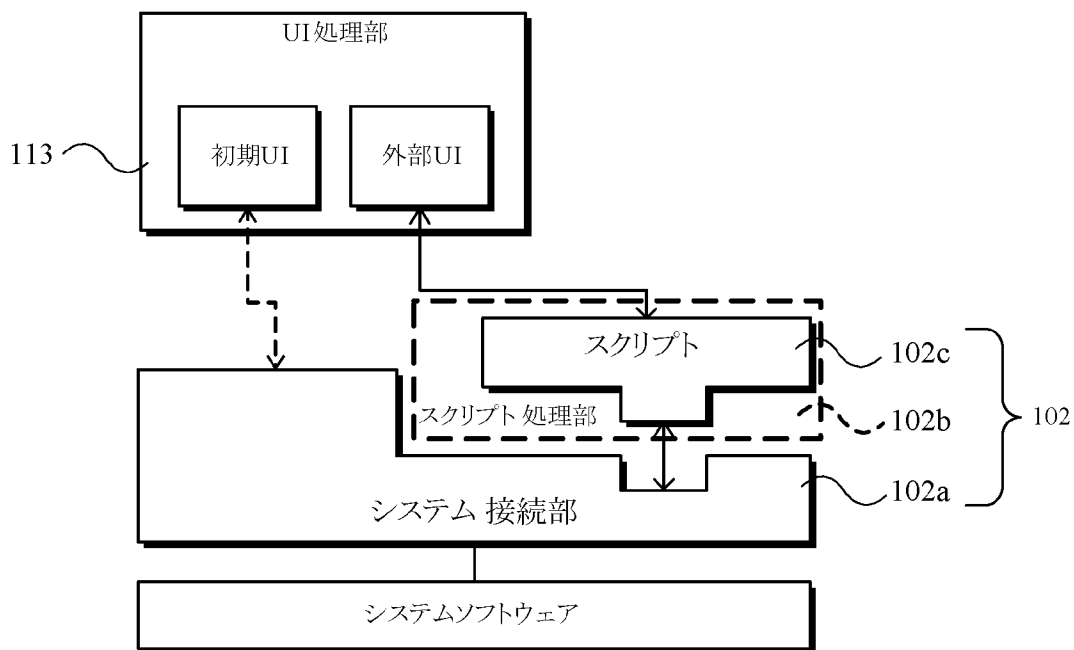 UI処理部
初期UI
外部UI
113
スクリプト
102c
スクリプト 処理部
102b
102
102a
システム 接続部
システムソフトウェア